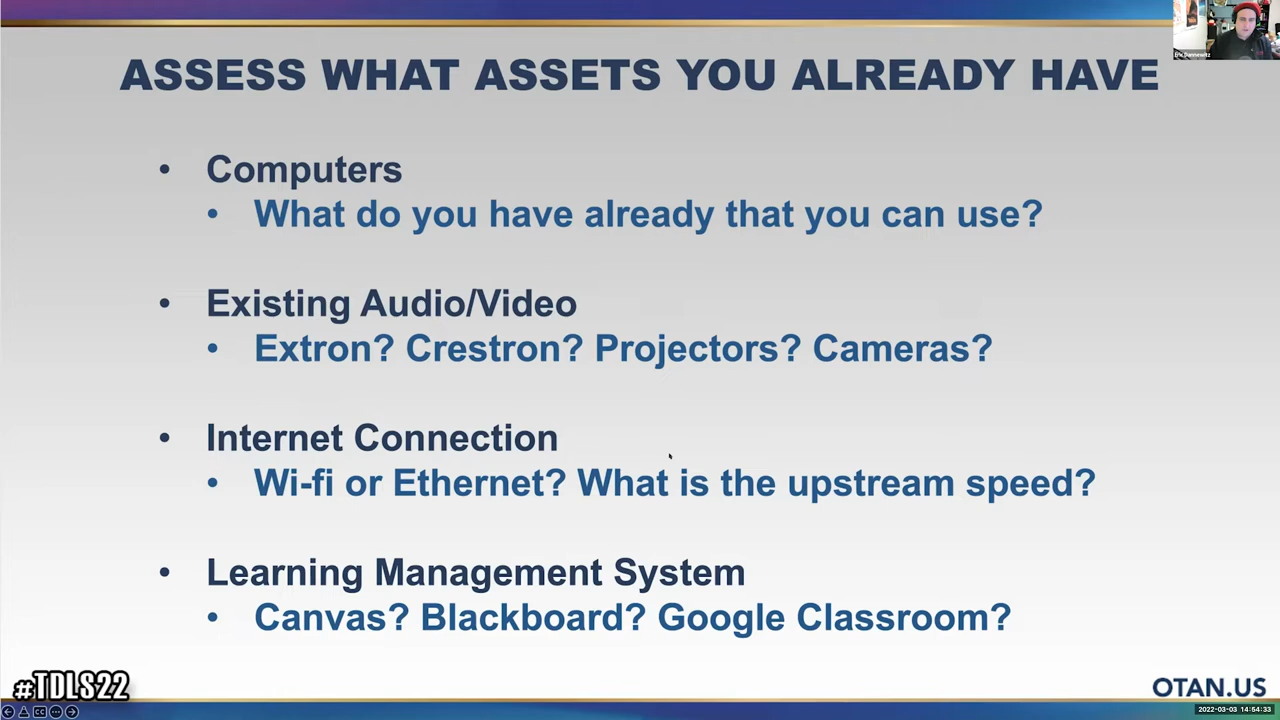 ASSESS WHAT ASSETS YOU ALREADY HAVE
• Computers
• What do you have already that you can use?
• Existing Audio/Video
• Extron? Crestron? Projectors? Cameras?
• Internet Connection
• Wi-fi or Ethernet? What is the upstream speed?
• Learning Management System
• Canvas? Blackboard? Google Classroom?
#TDLS22
OTAN.US
2022-03-03 14:54:33